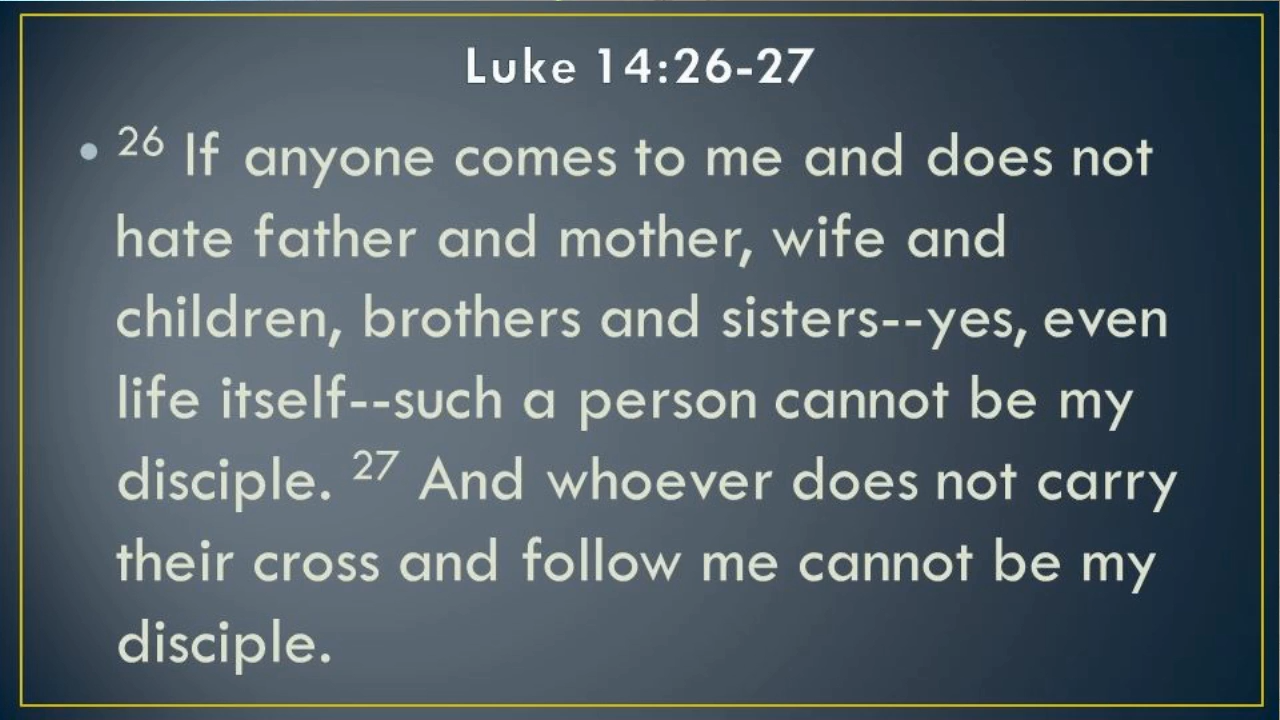 Luke 14:26-27
• 26 If anyone comes to me and does not
hate father and mother, wife and
children, brothers and sisters--yes, even
life itself--such a person cannot be my
disciple. 27 And whoever does not carry
their cross and follow me cannot be my
disciple.